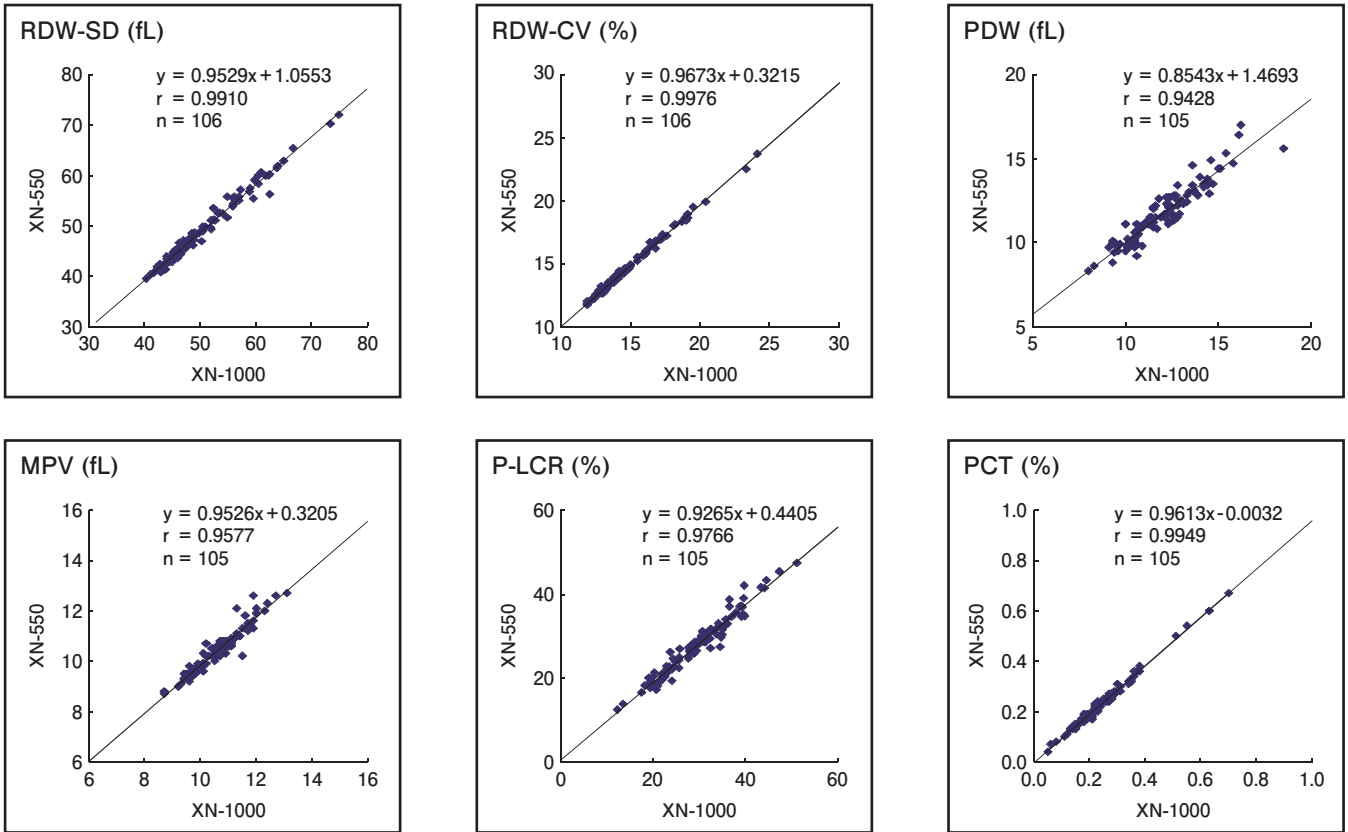 RDW-SD (fL)
y = 0.9529x+1.0553
r = 0.9910
n = 106
80
70
60
50
40
30
XN-550
30 40 50 60 70 80
XN-1000
RDW-CV (%)
y = 0.9673x+0.3215
r = 0.9976
n = 106
30
25
20
15
10
XN-550
10 15 20 25 30
XN-1000
PDW (fL)
y = 0.8543x+1.4693
r = 0.9428
n = 105
20
15
10
5
XN-550
5 10 15 20
XN-1000
MPV (fL)
y = 0.9526x+0.3205
r = 0.9577
n = 105
16
14
12
10
8
6
XN-550
6 8 10 12 14 16
XN-1000
P-LCR (%)
y = 0.9265x+0.4405
r = 0.9766
n = 105
60
40
20
0
XN-550
0 20 40 60
XN-1000
PCT (%)
y = 0.9613x-0.0032
r = 0.9949
n = 105
1.0
0.8
0.6
0.4
0.2
0.0
XN-550
0.0 0.2 0.4 0.6 0.8 1.0
XN-1000